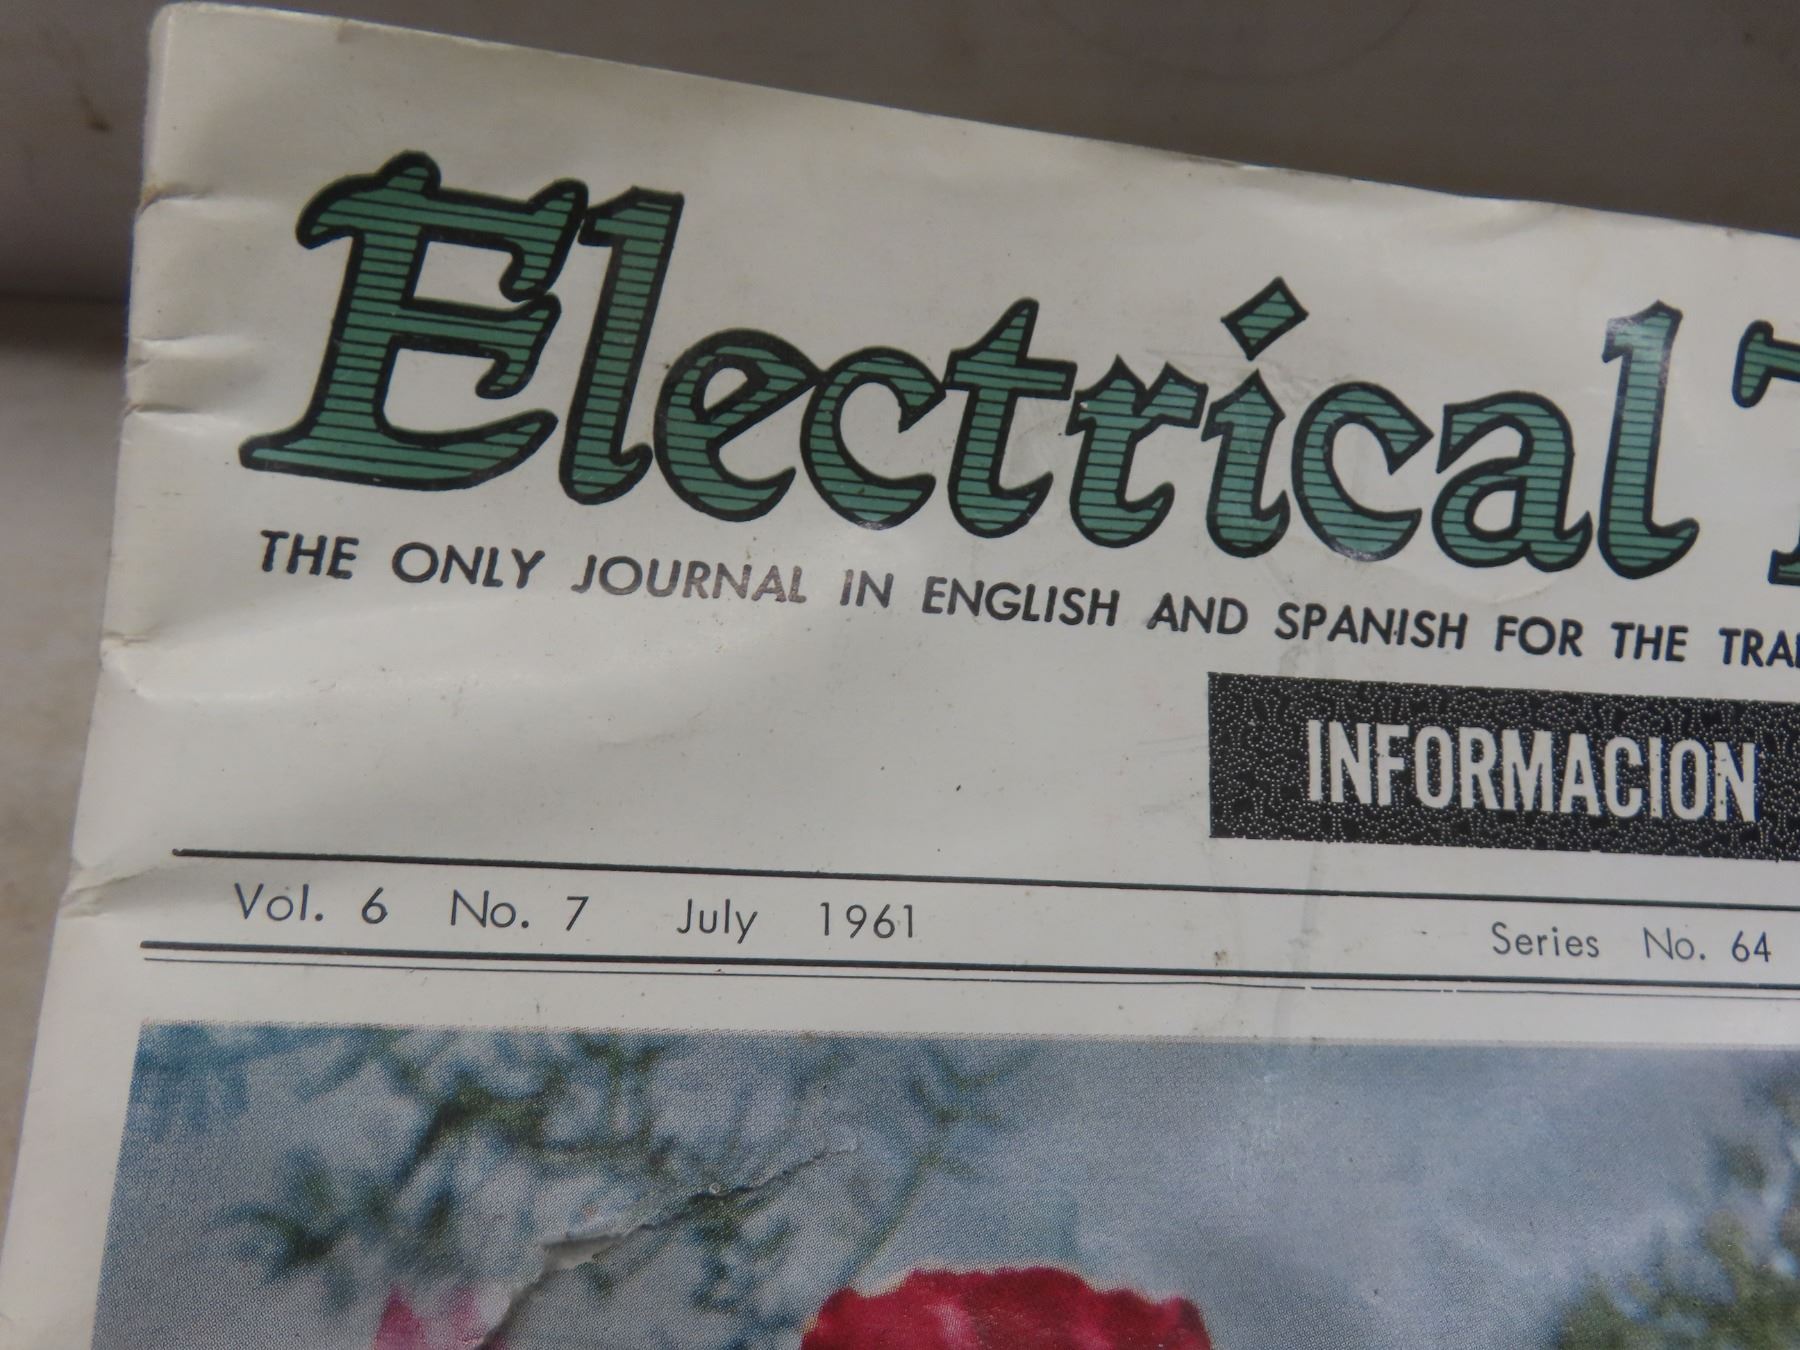 Electrical
THE ONLY JOURNAL IN ENGLISH AND SPANISH FOR THE
INFORMACION
Vol. 6 No. 7 July 1961 Series No. 64